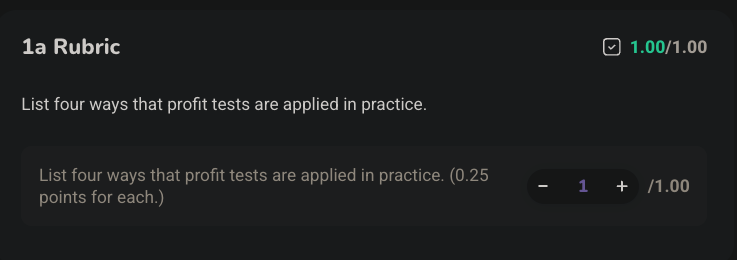 1a Rubric
1.00/1.00
List four ways that profit tests are applied in practice.
List four ways that profit tests are applied in practice. (0.25
points for each.)
− 1 + /1.00